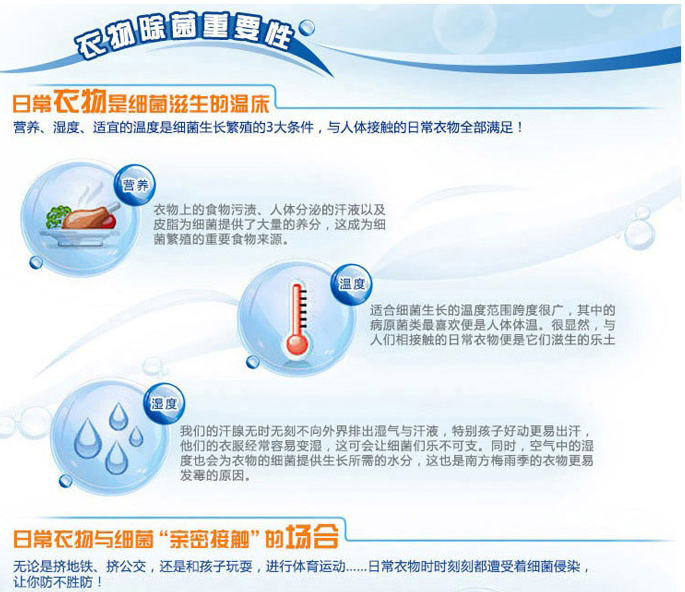 衣物除菌重要性
日常衣物是细菌滋生的温床
营养、湿度、适宜的温度是细菌生长繁殖的3大条件，与人体接触的日常衣物全部满足！
营养
衣物上的食物污渍、人体分泌的汗液以及
皮脂为细菌提供了大量的养分，这成为细
菌繁殖的重要食物来源。
温度
适合细菌生长的温度范围跨度很广，其中的
病原菌类最喜欢便是人体体温。很显然，与
人们相接触的日常衣物便是它们滋生的乐土
湿度
我们的汗腺无时无刻不向外界排出湿气与汗液，特别孩子好动更易出汗，
他们的衣服经常容易变湿，这可会让细菌们乐不可支。同时，空气中的湿
度也会为衣物的细菌提供生长所需的水分，这也是南方梅雨季的衣物更易
发霉的原因。
日常衣物与细菌“亲密接触”的场合
无论是挤地铁、挤公交，还是和孩子玩耍，进行体育运动......日常衣物时时刻刻都遭受着细菌侵染，
让你防不胜防！